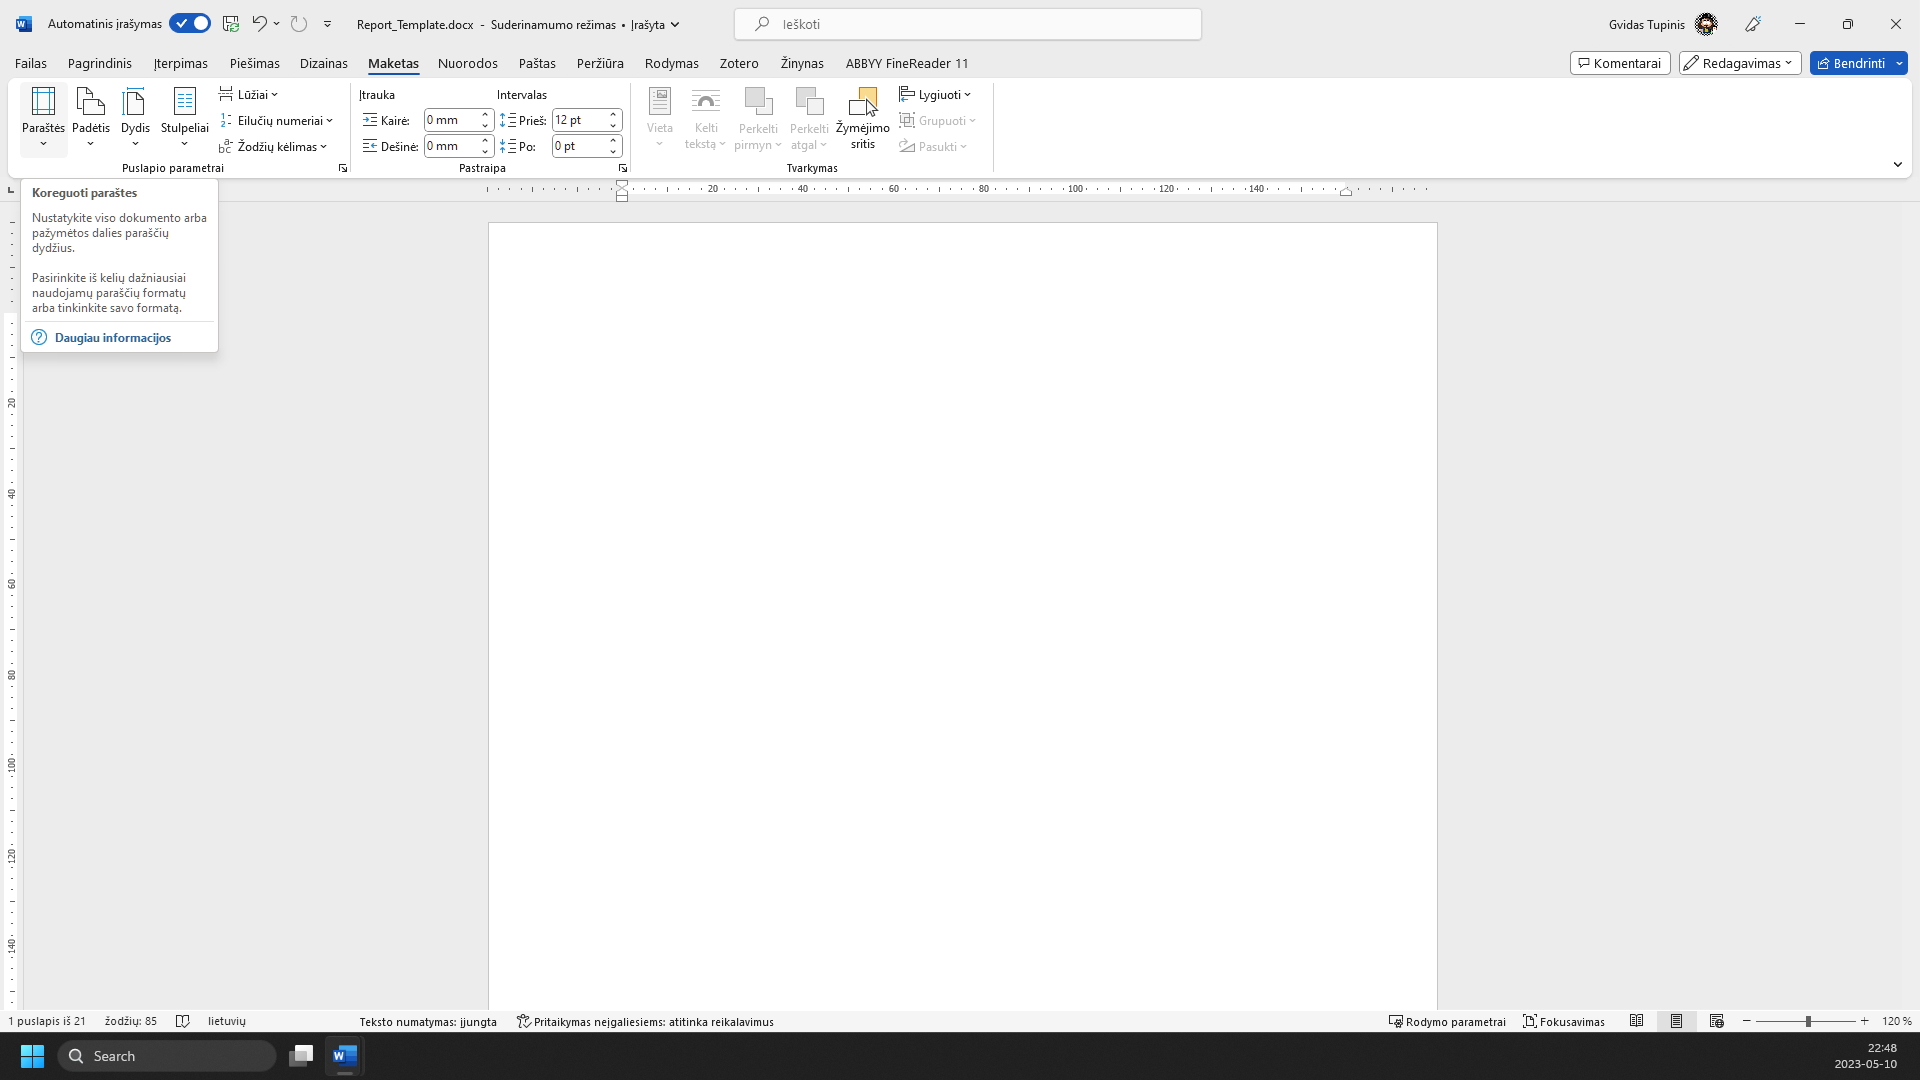 Automatinis įrašymas
Report_Template.docx - Suderinamumo režimas • Įrašyta
Ieškoti
Gvidas Tupinis
Failas Pagrindinis Įterpimas Piešimas Dizainas Maketas Nuorodos Paštas Peržiūra Rodymas Zotero Žinynas ABBYY FineReader 11
Komentarai Redagavimas Bendrinti
Paraštės
Padėtis
Dydis
Stulpeliai
Lūžiai
Eilučių numeriai
Žodžių kėlimas
Puslapio parametrai
Įtrauka Intervalas
Kairė: 0 mm Prieš: 12 pt
Dešinė: 0 mm Po: 0 pt
Pastraipa
Vieta
Kelti
tekstą
Perkelti
pirmyn
Perkelti
atgal
Žymėjimo
sritis
Lygiuoti
Grupuoti
Pasukti
Tvarkymas
20 40 60 80 100 120 140
Koreguoti paraštes
Nustatykite viso dokumento arba
pažymėtos dalies paraščių
dydžius.
Pasirinkite iš kelių dažniausiai
naudojamų paraščių formatų
arba tinkinkite savo formatą.
Daugiau informacijos
20
40
60
80
100
120
140
1 puslapis iš 21 žodžių: 85 lietuvių Teksto numatymas: įjungta Pritaikymas neįgaliesiems: atitinka reikalavimus Rodymo parametrai Fokusavimas 120 %
Search
22:48
2023-05-10